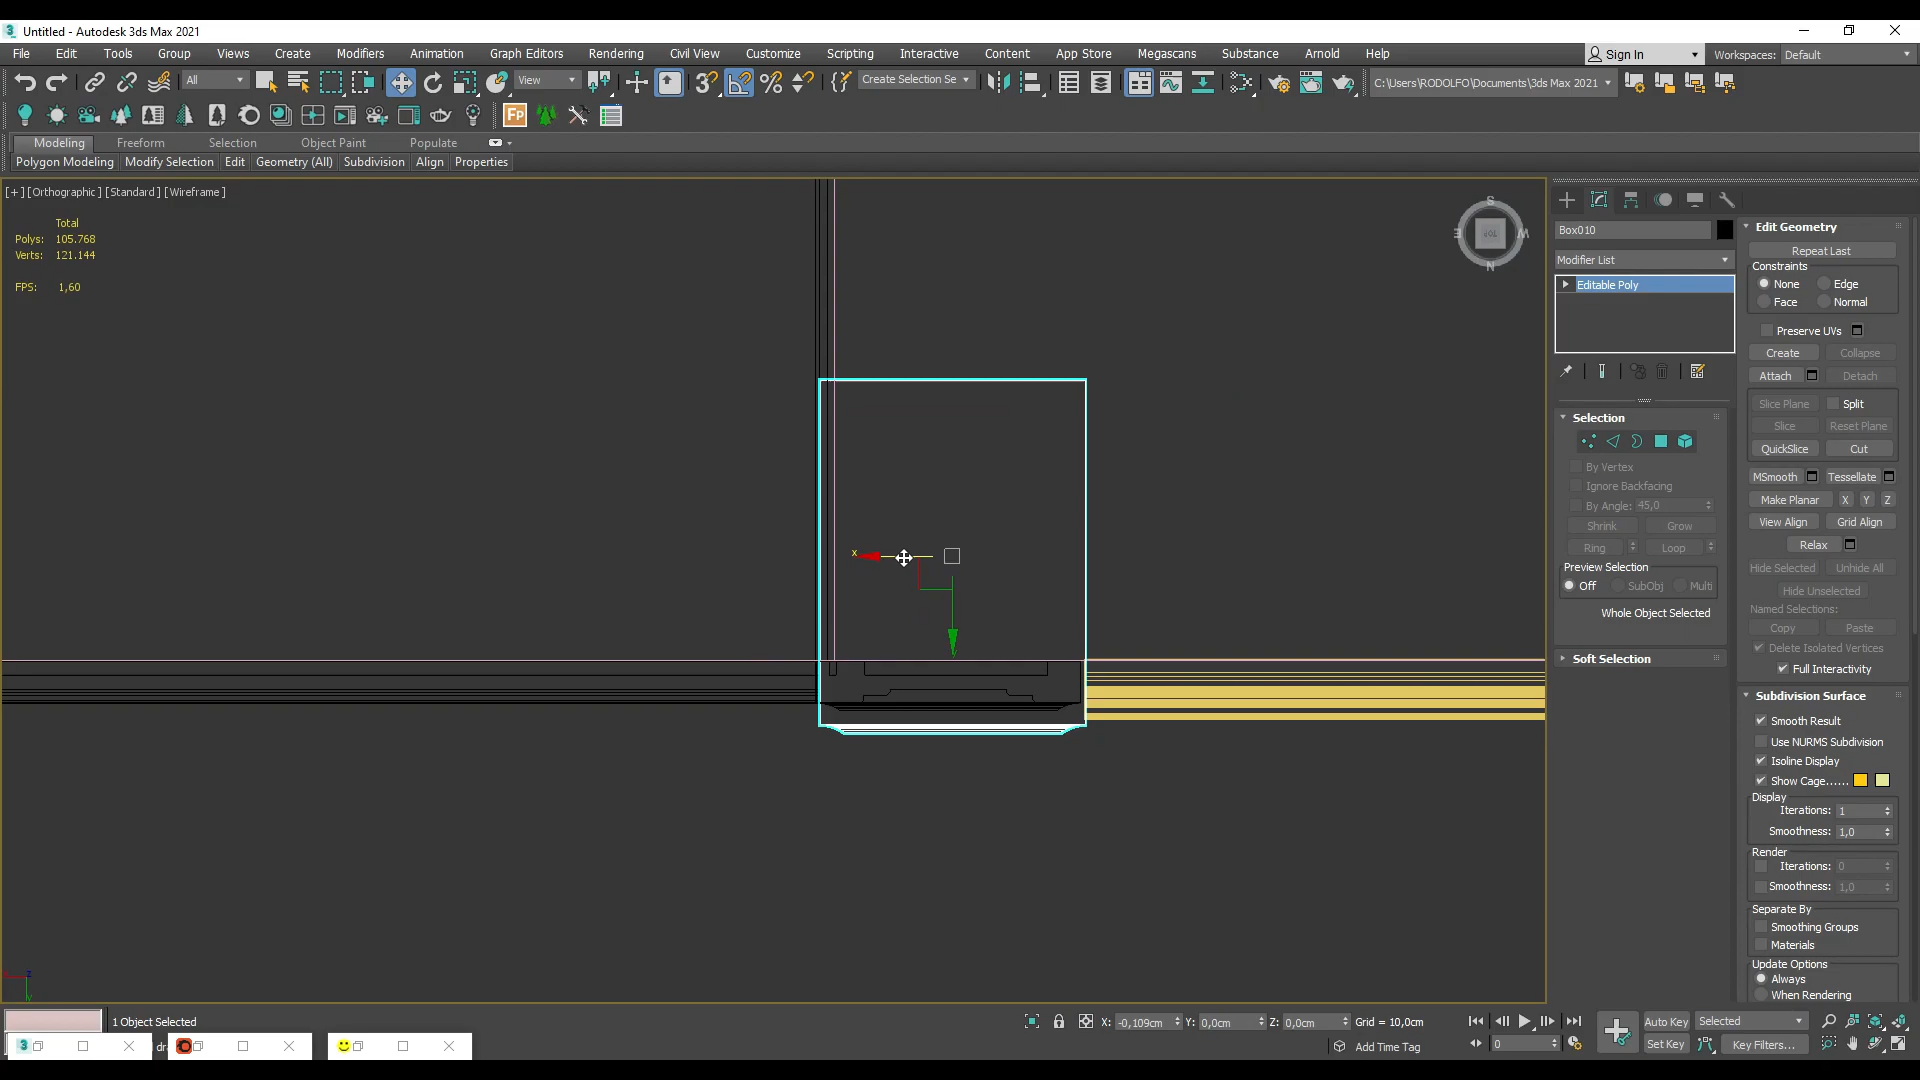 Untitled - Autodesk 3ds Max 2021
File Edit Tools Group Views Create Modifiers Animation Graph Editors Rendering Civil View Customize Scripting Interactive Content App Store Megascans Substance Arnold Help
Sign In Workspaces: Default
All View Create Selection Se C:\Users\RODOLFO\Documents\3ds Max 2021
Fp
Modeling Freeform Selection Object Paint Populate
Polygon Modeling Modify Selection Edit Geometry (All) Subdivision Align Properties
[+] [Orthographic] [Standard] [Wireframe]
Total
Polys: 105.768
Verts: 121.144
FPS: 1,60
S
E TOP W
N
x
Box010
Modifier List
Editable Poly
Selection
By Vertex
Ignore Backfacing
By Angle: 45,0
Shrink Grow
Ring Loop
Preview Selection
Off SubObj Multi
Whole Object Selected
Soft Selection
Edit Geometry
Repeat Last
Constraints
None Edge
Face Normal
Preserve UVs
Create Collapse
Attach Detach
Slice Plane Split
Slice Reset Plane
QuickSlice Cut
MSmooth Tessellate
Make Planar X Y Z
View Align Grid Align
Relax
Hide Selected Unhide All
Hide Unselected
Named Selections:
Copy Paste
Delete Isolated Vertices
Full Interactivity
Subdivision Surface
Smooth Result
Use NURMS Subdivision
Isoline Display
Show Cage......
Display
Iterations: 1
Smoothness: 1,0
Render
Iterations: 0
Smoothness: 1,0
Separate By
Smoothing Groups
Materials
Update Options
Always
When Rendering
1 Object Selected
X: -0,109cm Y: 0,0cm Z: 0,0cm Grid = 10,0cm
Add Time Tag
0
Auto Key Selected
Set Key Key Filters...